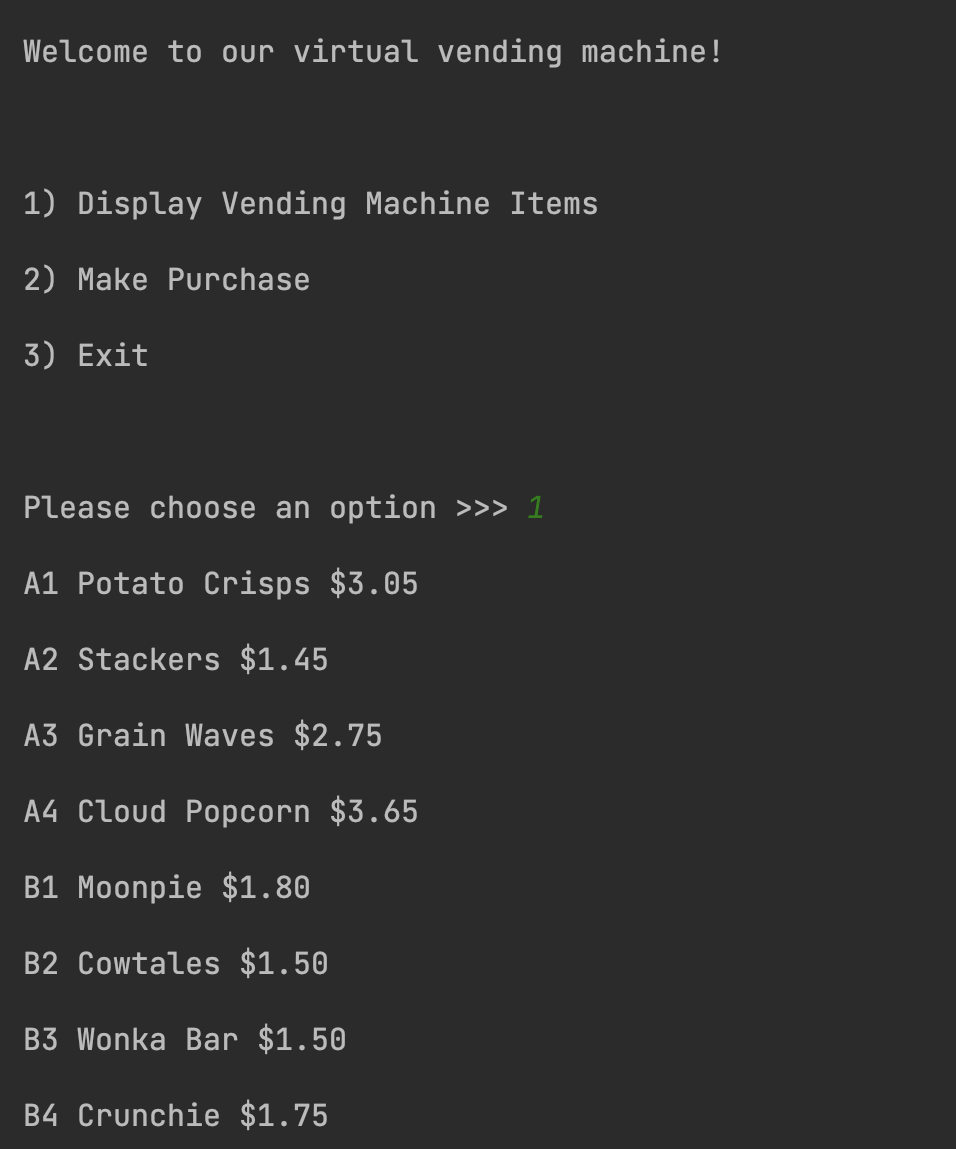 Welcome to our virtual vending machine!
1) Display Vending Machine Items
2) Make Purchase
3) Exit
Please choose an option >>> 1
A1 Potato Crisps $3.05
A2 Stackers $1.45
A3 Grain Waves $2.75
A4 Cloud Popcorn $3.65
B1 Moonpie $1.80
B2 Cowtales $1.50
B3 Wonka Bar $1.50
B4 Crunchie $1.75